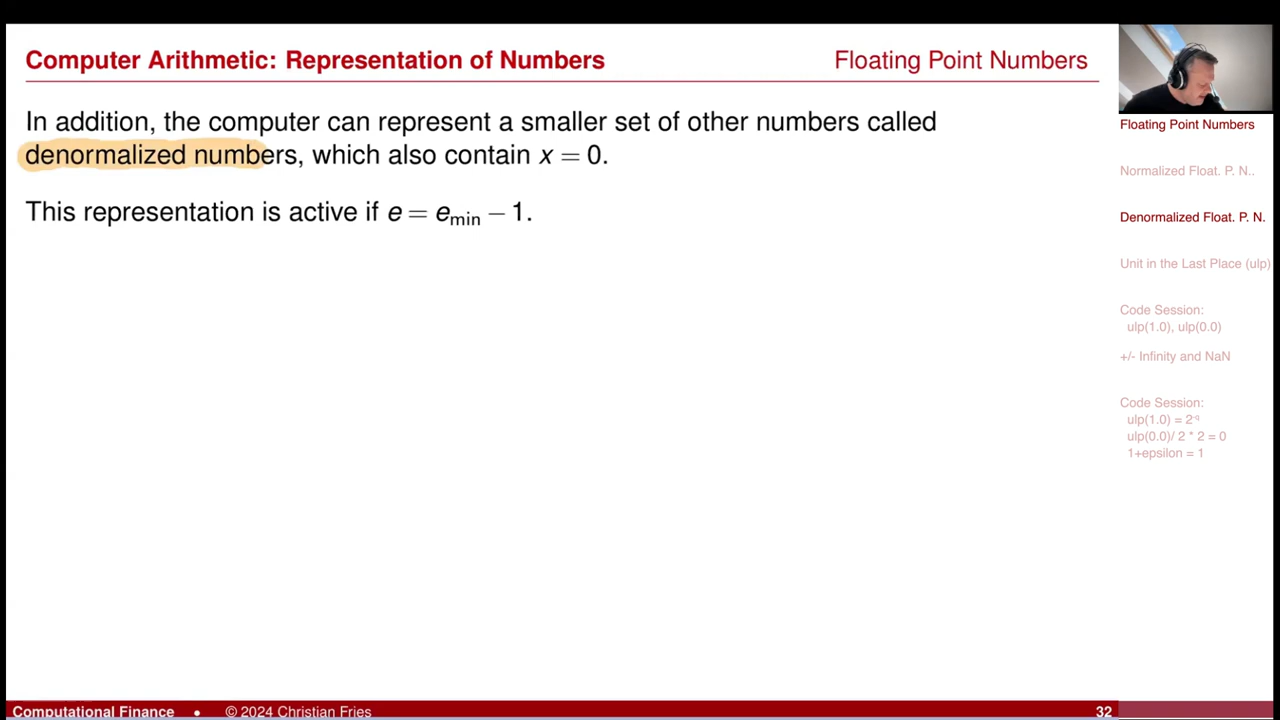 Computer Arithmetic: Representation of Numbers
Floating Point Numbers
In addition, the computer can represent a smaller set of other numbers called
denormalized numbers, which also contain x = 0.
This representation is active if e = e_min − 1.
Floating Point Numbers
Normalized Float. P. N..
Denormalized Float. P. N.
Unit in the Last Place (ulp)
Code Session:
ulp(1.0), ulp(0.0)
+/- Infinity and NaN
Code Session:
ulp(1.0) = 2^-q
ulp(0.0)/ 2 * 2 = 0
1+epsilon = 1
Computational Finance • © 2024 Christian Fries
32